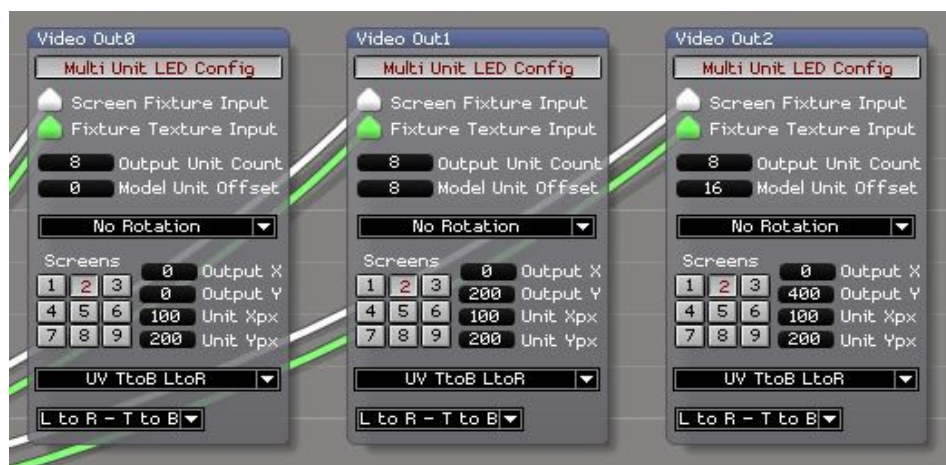 Video Out0
Multi Unit LED Config
Screen Fixture Input
Fixture Texture Input
8 Output Unit Count
0 Model Unit Offset
No Rotation
Screens
1 2 3
4 5 6
7 8 9
0 Output X
0 Output Y
100 Unit Xpx
200 Unit Ypx
UV TtoB LtoR
L to R - T to B
Video Out1
Multi Unit LED Config
Screen Fixture Input
Fixture Texture Input
8 Output Unit Count
8 Model Unit Offset
No Rotation
Screens
1 2 3
4 5 6
7 8 9
0 Output X
200 Output Y
100 Unit Xpx
200 Unit Ypx
UV TtoB LtoR
L to R - T to B
Video Out2
Multi Unit LED Config
Screen Fixture Input
Fixture Texture Input
8 Output Unit Count
16 Model Unit Offset
No Rotation
Screens
1 2 3
4 5 6
7 8 9
0 Output X
400 Output Y
100 Unit Xpx
200 Unit Ypx
UV TtoB LtoR
L to R - T to B